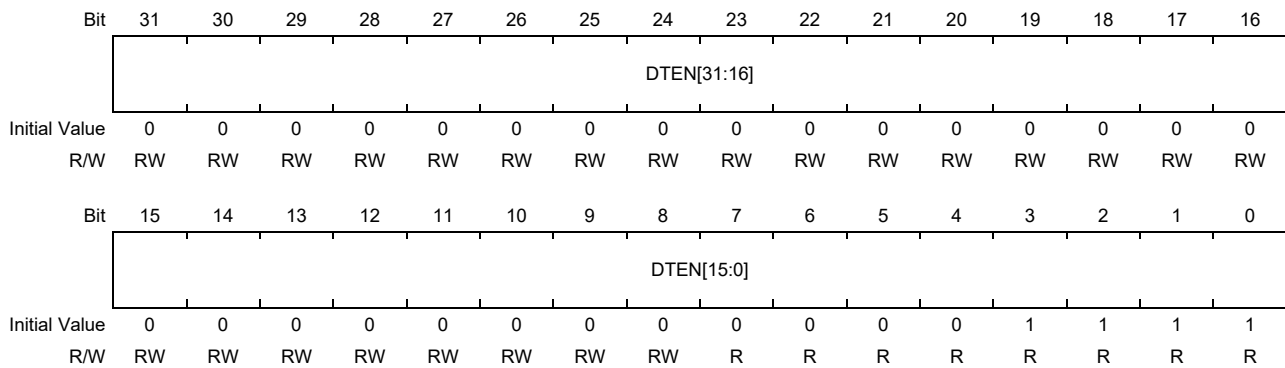 Bit 31 30 29 28 27 26 25 24 23 22 21 20 19 18 17 16
DTEN[31:16]
Initial Value 0 0 0 0 0 0 0 0 0 0 0 0 0 0 0 0
R/W RW RW RW RW RW RW RW RW RW RW RW RW RW RW RW RW
Bit 15 14 13 12 11 10 9 8 7 6 5 4 3 2 1 0
DTEN[15:0]
Initial Value 0 0 0 0 0 0 0 0 0 0 0 0 1 1 1 1
R/W RW RW RW RW RW RW RW RW R R R R R R R R